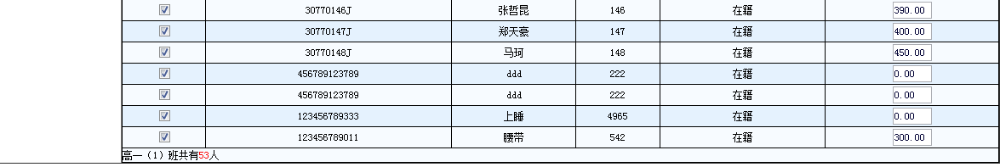 30770146J 张哲昆 146 在籍 390.00
30770147J 郑天豪 147 在籍 400.00
30770148J 马珂 148 在籍 450.00
456789123789 ddd 222 在籍 0.00
456789123789 ddd 222 在籍 0.00
123456789333 上睡 4965 在籍 0.00
123456789011 腰带 542 在籍 300.00
高一（1）班共有53人